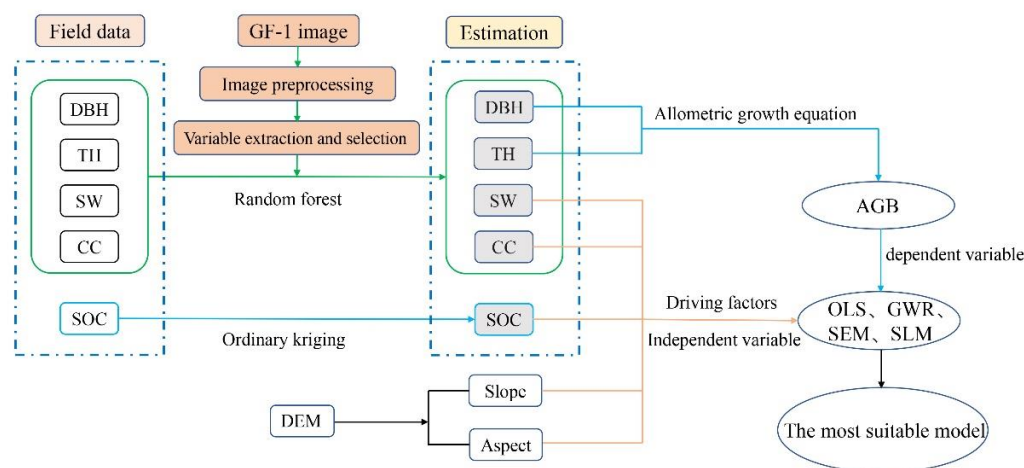 Field data
GF-1 image
Estimation
Image preprocessing
Variable extraction and selection
DBH
TH
SW
CC
SOC
Random forest
Ordinary kriging
DBH
TH
SW
CC
SOC
Allometric growth equation
AGB
dependent variable
Driving factors
Independent variable
OLS、GWR、
SEM、SLM
DEM
Slope
Aspect
The most suitable model